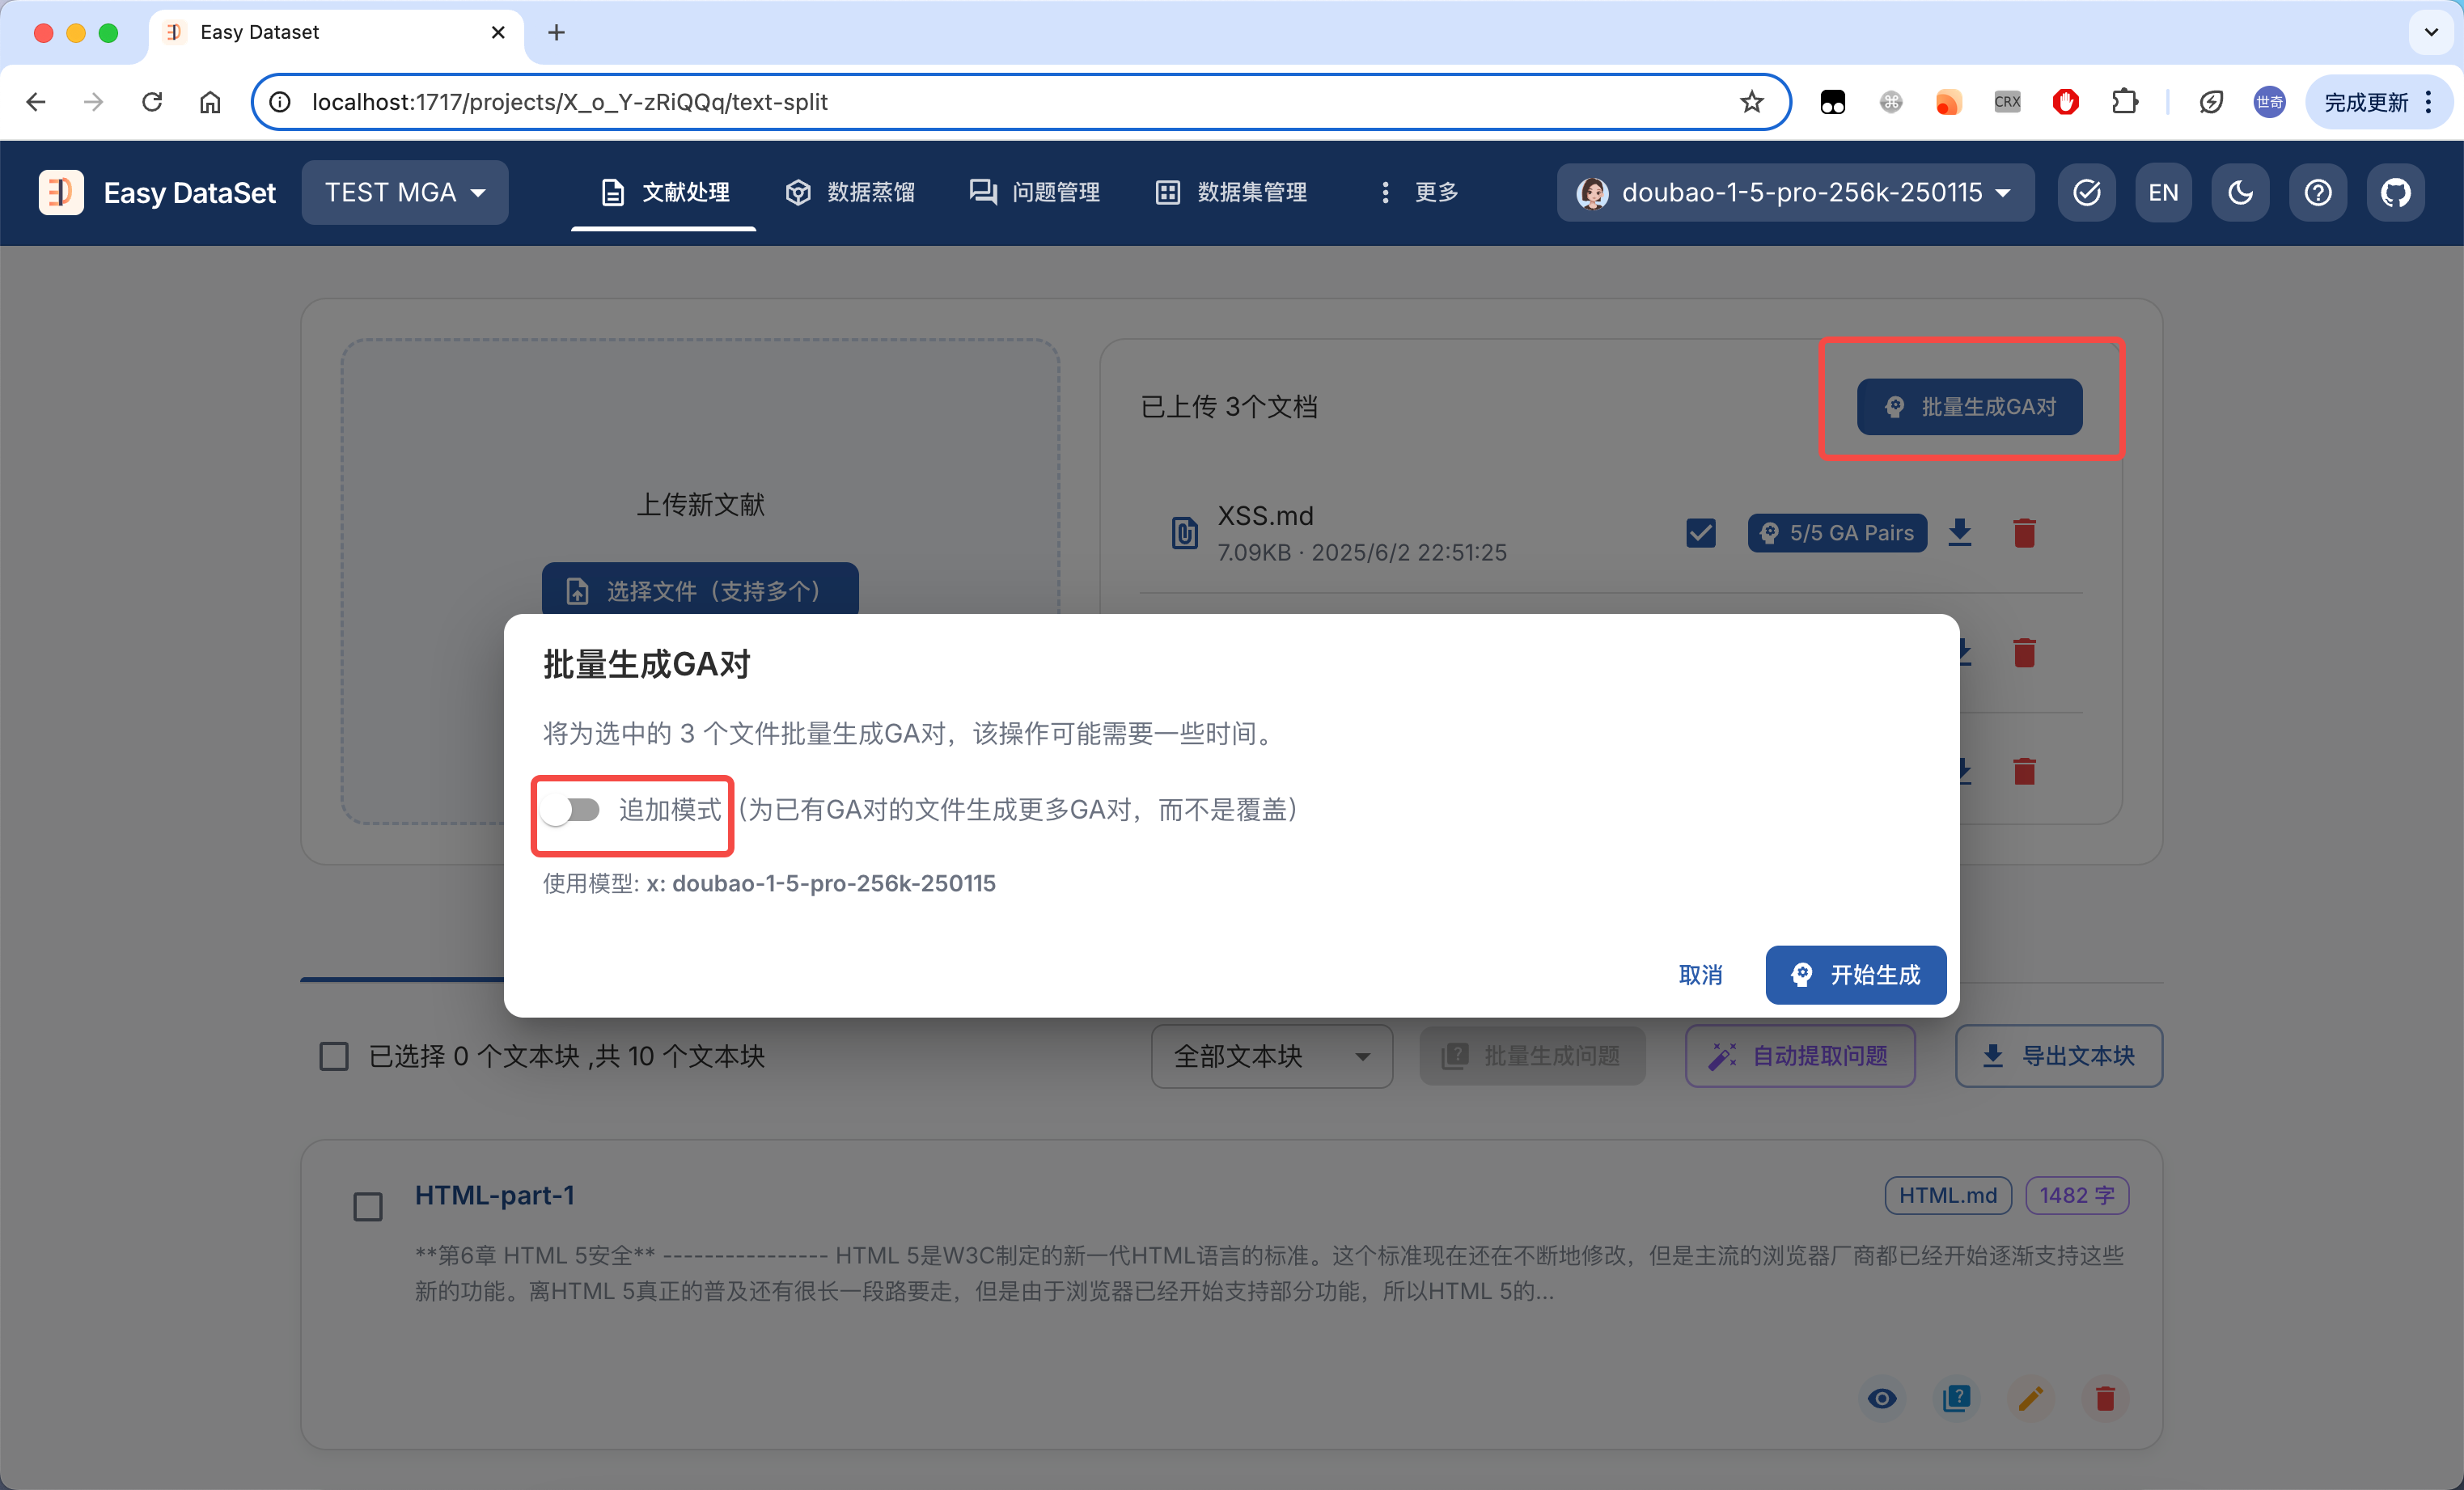 Easy Dataset
localhost:1717/projects/X_o_Y-zRiQQq/text-split
CRX
世奇
完成更新
Easy DataSet
TEST MGA
文献处理
数据蒸馏
问题管理
数据集管理
更多
doubao-1-5-pro-256k-250115
EN
已上传 3个文档
批量生成GA对
上传新文献
选择文件（支持多个）
XSS.md
7.09KB · 2025/6/2 22:51:25
5/5 GA Pairs
批量生成GA对
将为选中的 3 个文件批量生成GA对，该操作可能需要一些时间。
追加模式（为已有GA对的文件生成更多GA对，而不是覆盖）
使用模型: x: doubao-1-5-pro-256k-250115
取消
开始生成
已选择 0 个文本块 ,共 10 个文本块
全部文本块
批量生成问题
自动提取问题
导出文本块
HTML-part-1
HTML.md
1482 字
**第6章 HTML 5安全** ---------------- HTML 5是W3C制定的新一代HTML语言的标准。这个标准现在还在不断地修改，但是主流的浏览器厂商都已经开始逐渐支持这些
新的功能。离HTML 5真正的普及还有很长一段路要走，但是由于浏览器已经开始支持部分功能，所以HTML 5的...